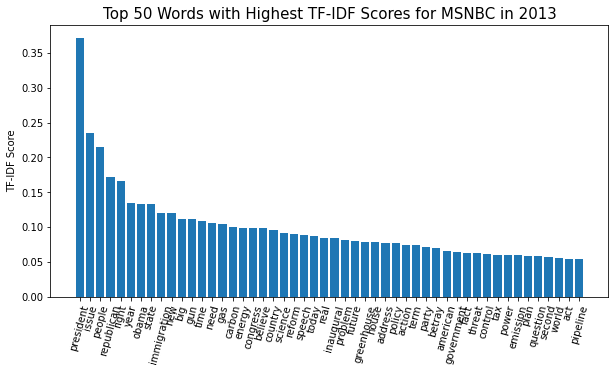 Top 50 Words with Highest TF-IDF Scores for MSNBC in 2013
TF-IDF Score
0.35
0.30
0.25
0.20
0.15
0.10
0.05
0.00
president
issue
people
republican
right
year
obama
state
immigration
new
big
gun
time
need
gas
carbon
energy
congress
believe
country
science
reform
speech
today
real
inaugural
problem
future
greenhouse
house
address
policy
action
term
party
betray
american
government
fact
threat
control
tax
power
emission
plan
question
second
world
act
pipeline